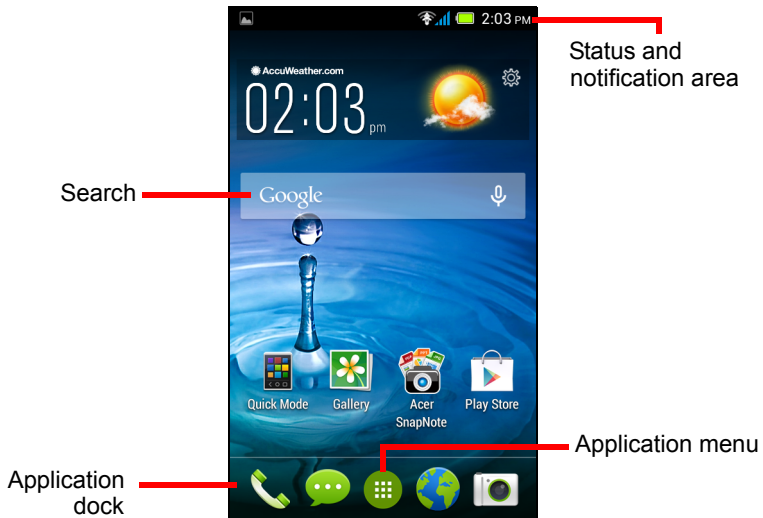 2:03 PM
Status and
notification area
AccuWeather.com
02:03 pm
Search
Google
Quick Mode
Gallery
Acer
SnapNote
Play Store
Application menu
Application
dock